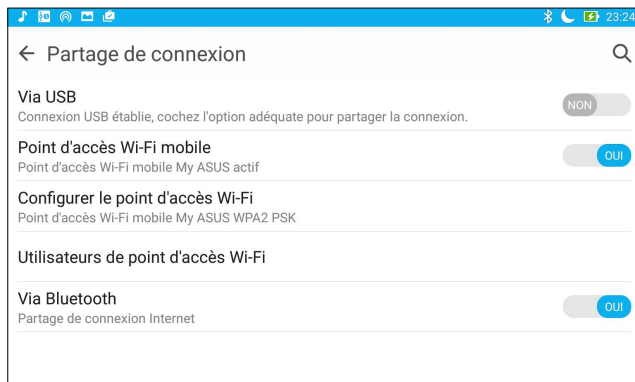 23:24
Partage de connexion
Via USB
NON
Connexion USB établie, cochez l'option adéquate pour partager la connexion.
Point d'accès Wi-Fi mobile
OUI
Point d'accès Wi-Fi mobile My ASUS actif
Configurer le point d'accès Wi-Fi
Point d'accès Wi-Fi mobile My ASUS WPA2 PSK
Utilisateurs de point d'accès Wi-Fi
Via Bluetooth
OUI
Partage de connexion Internet